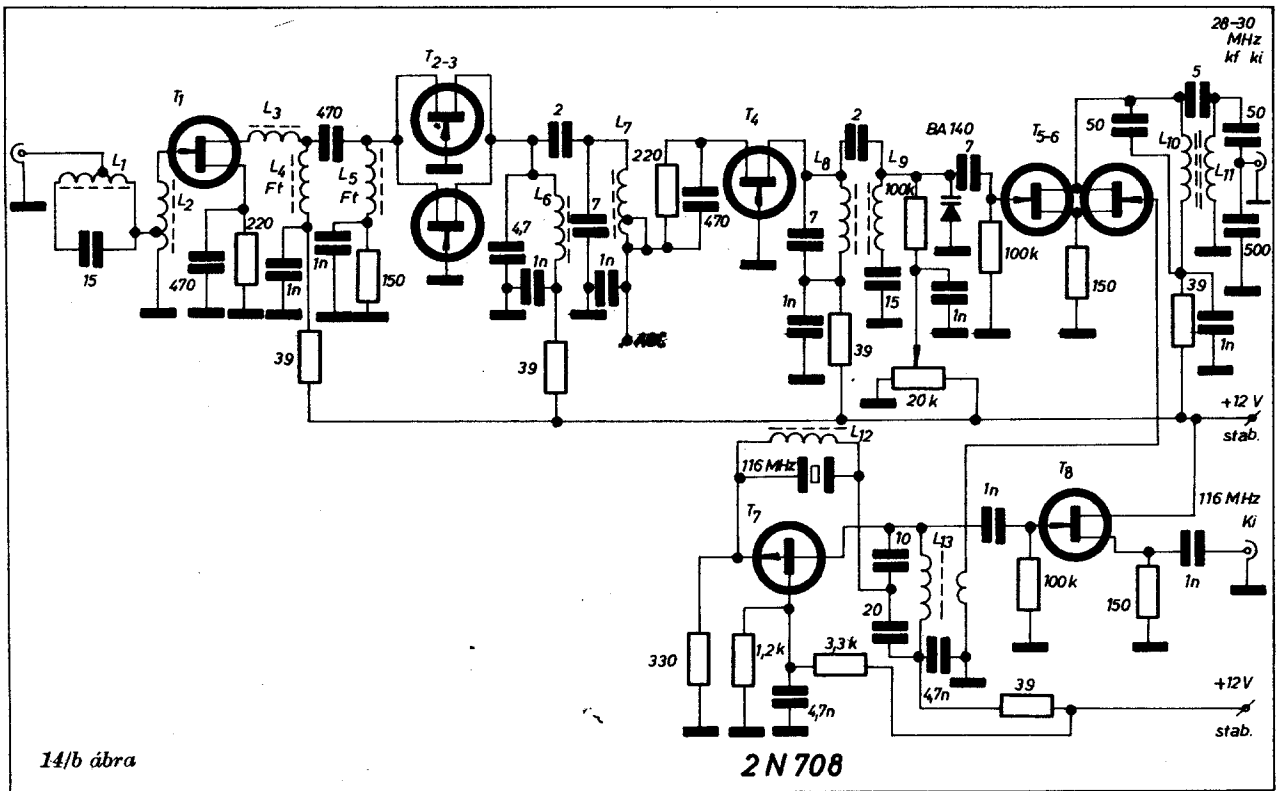 28-30
MHz
kf ki
T2-3
5
T1
L3
470
2
L7
T4
2
BA 140
T5-6
50
50
L1
L4
Ft
L5
Ft
220
L8
L9
7
L10
L11
L2
L6
100k
220
4,7
7
470
7
100k
500
15
470
1n
1n
150
1n
1n
1n
15
1n
150
39
1n
39
39
39
20 k
+12 V
stab.
L12
116 MHz
T8
116 MHz
Ki
T7
1n
10
L13
100k
1n
20
150
330
1,2k
3,3k
4,7n
4,7n
39
+12V
stab.
14/b ábra
2 N 708